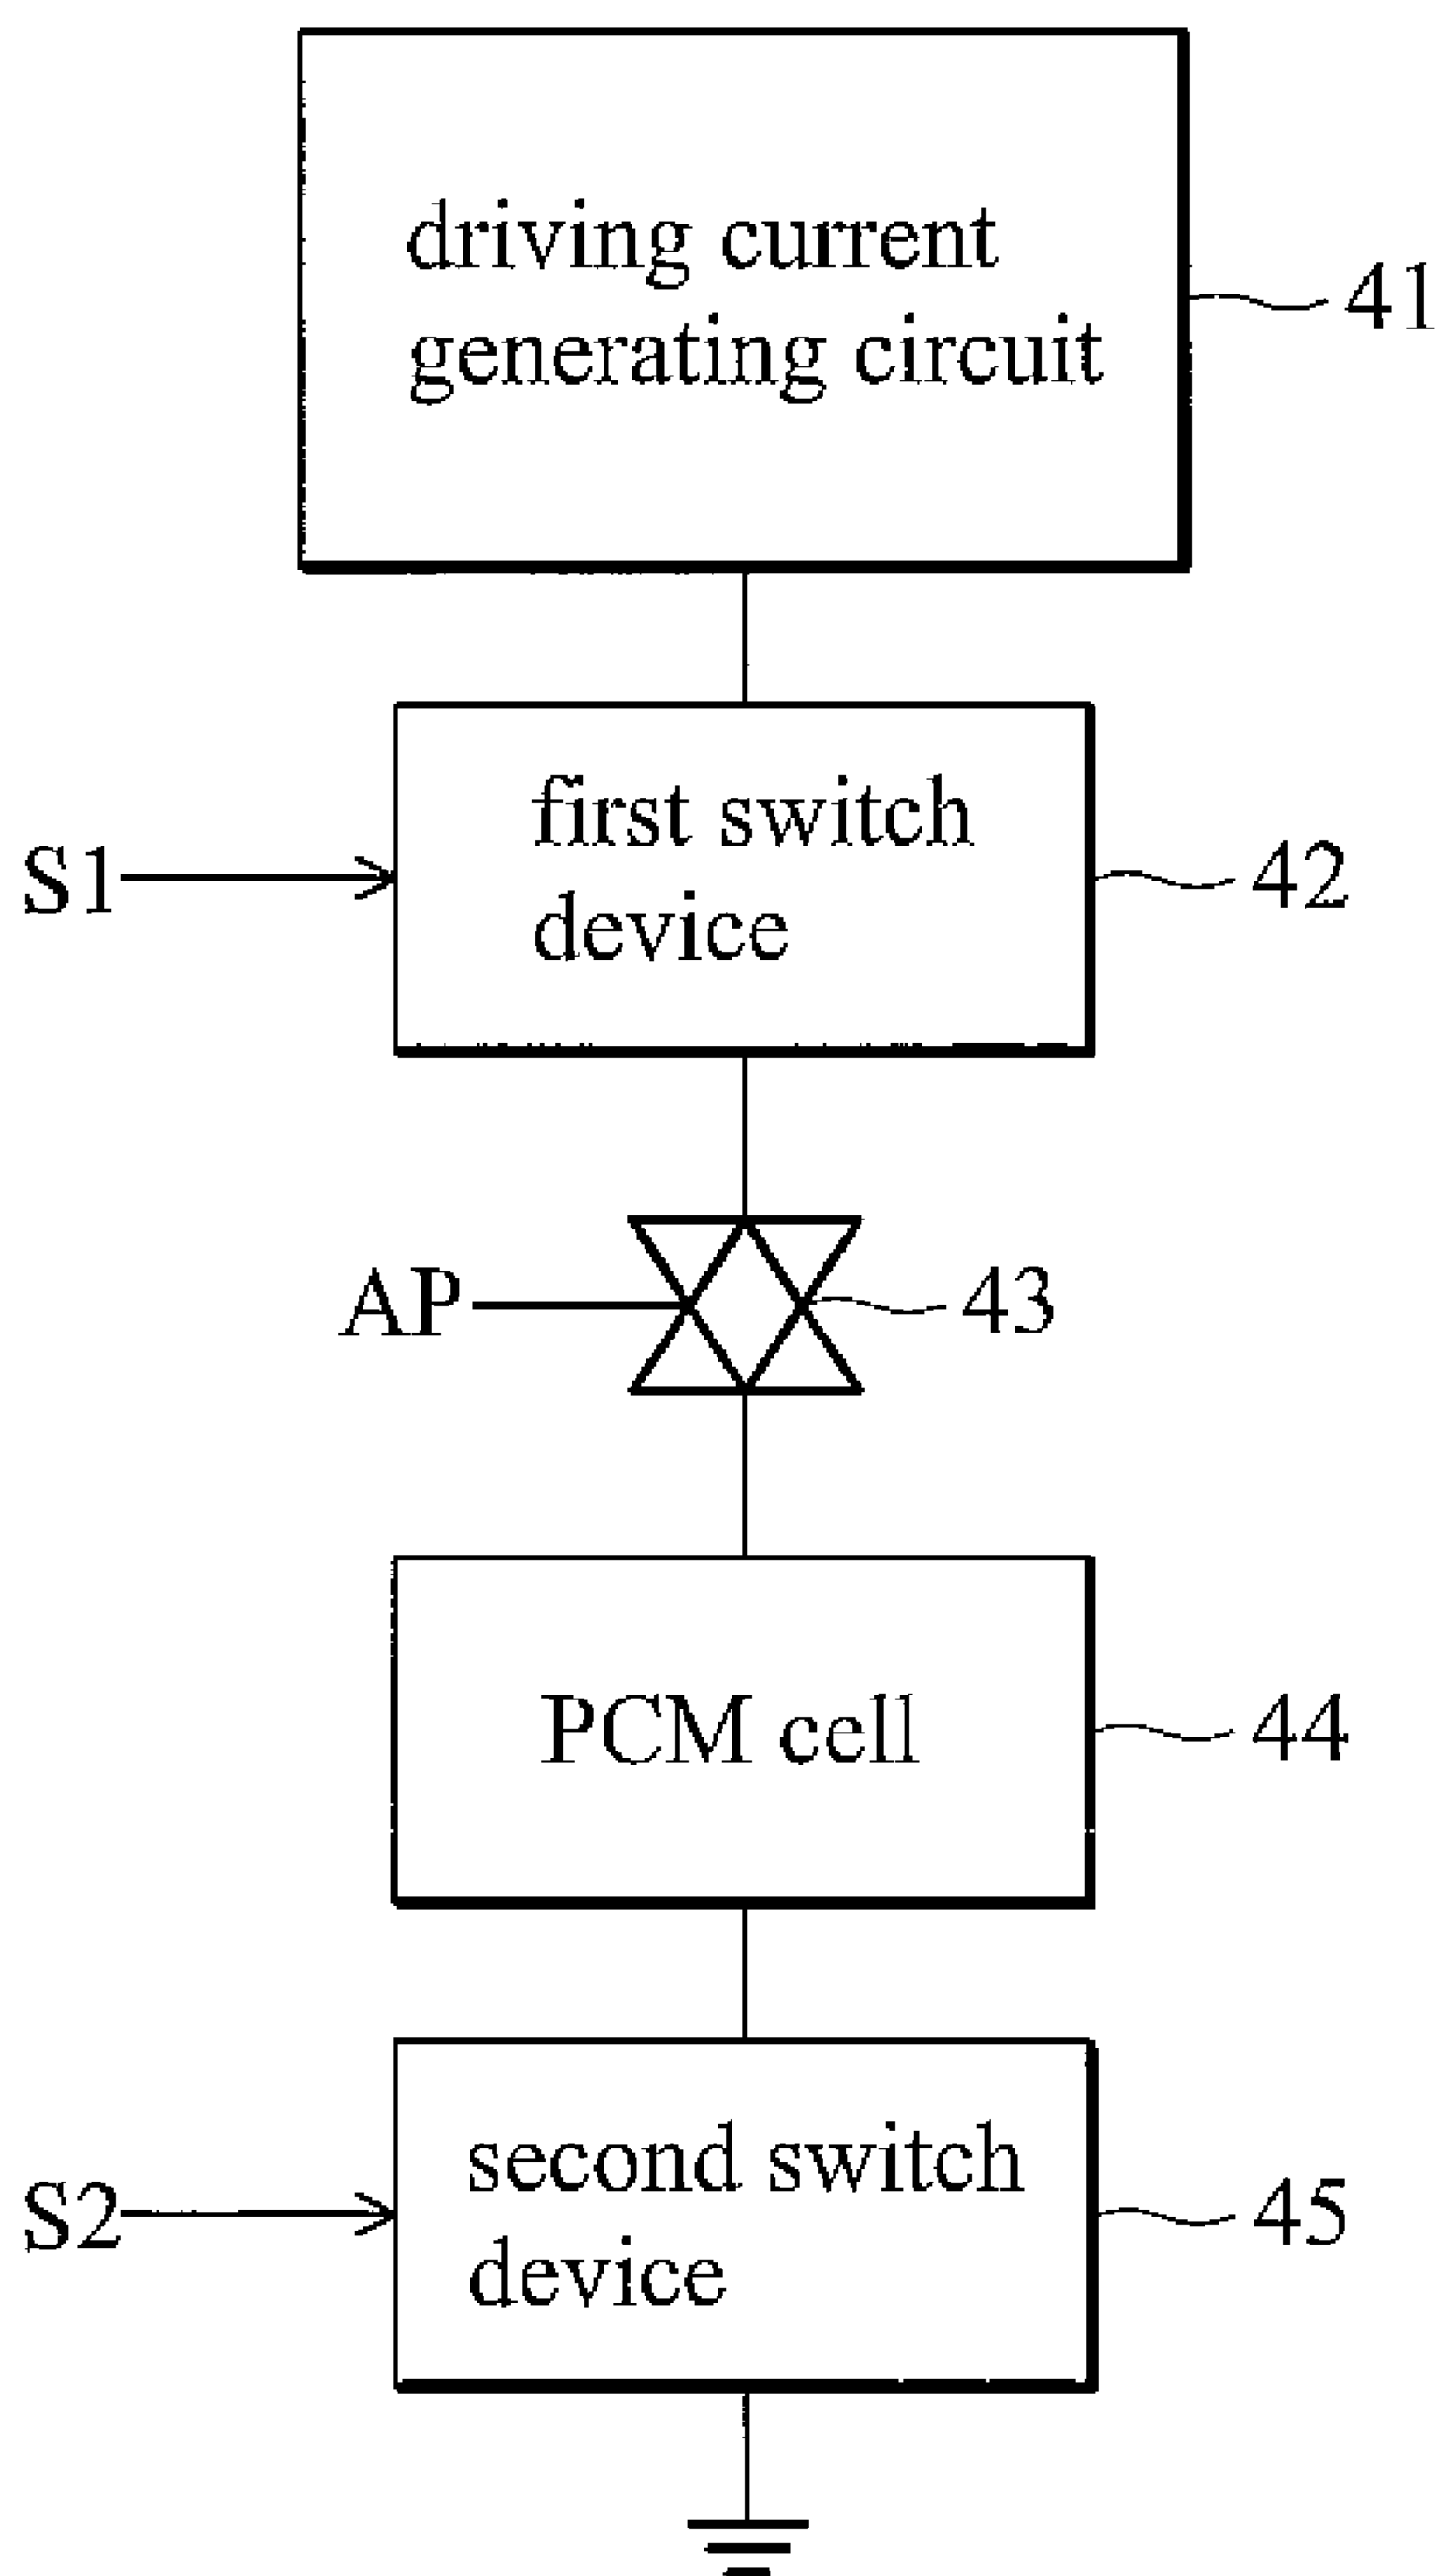 driving current
generating circuit
41
first switch
device
S1
42
AP
43
PCM cell
44
second switch
device
S2
45